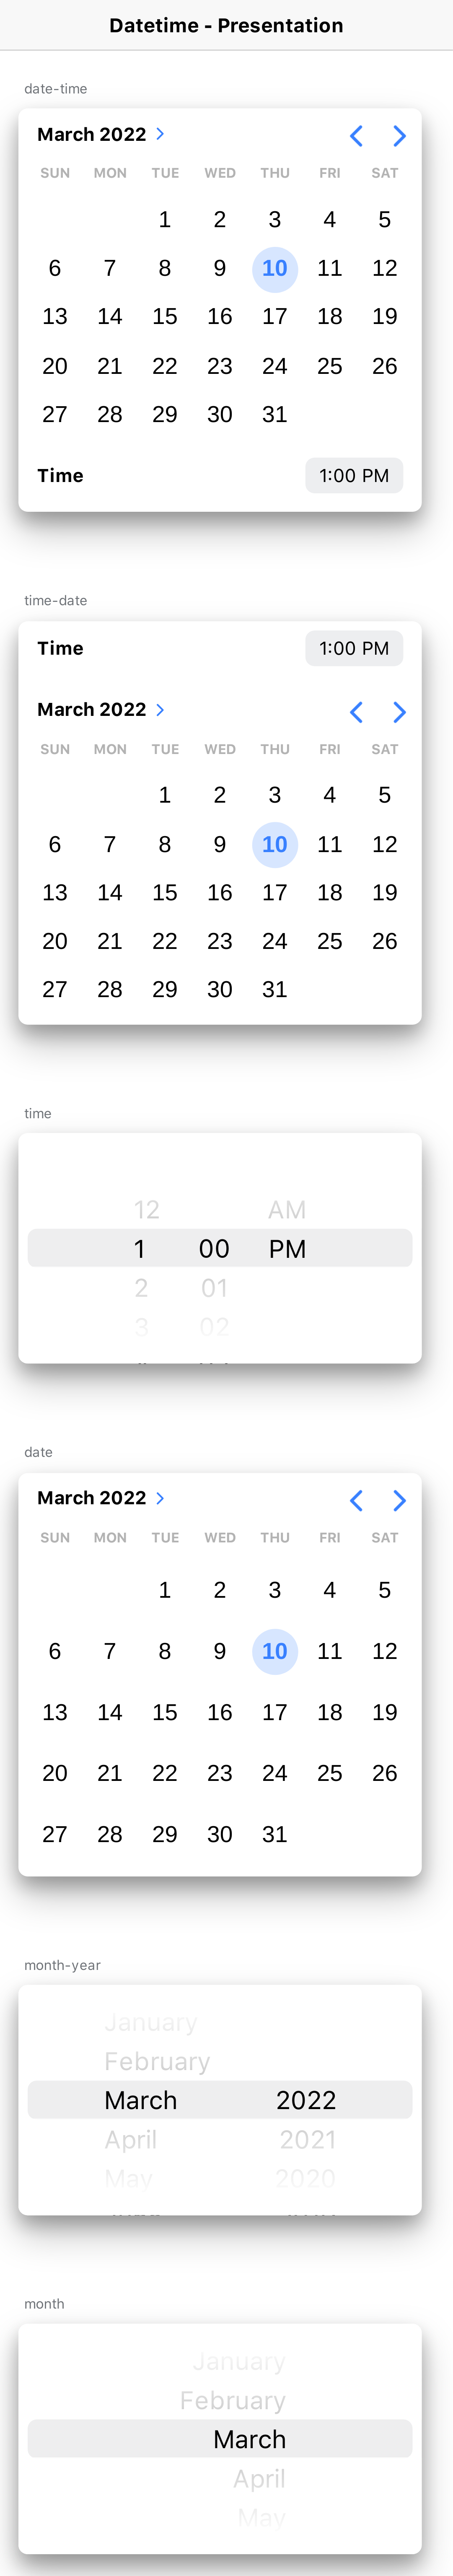 Datetime - Presentation
date-time
March 2022
SUN MON TUE WED THU FRI SAT
1 2 3 4 5
6 7 8 9 10 11 12
13 14 15 16 17 18 19
20 21 22 23 24 25 26
27 28 29 30 31
Time 1:00 PM
time-date
Time 1:00 PM
March 2022
SUN MON TUE WED THU FRI SAT
1 2 3 4 5
6 7 8 9 10 11 12
13 14 15 16 17 18 19
20 21 22 23 24 25 26
27 28 29 30 31
time
12 AM
1 00 PM
2 01
3 02
date
March 2022
SUN MON TUE WED THU FRI SAT
1 2 3 4 5
6 7 8 9 10 11 12
13 14 15 16 17 18 19
20 21 22 23 24 25 26
27 28 29 30 31
month-year
January
February
March 2022
April 2021
May 2020
month
January
February
March
April
May